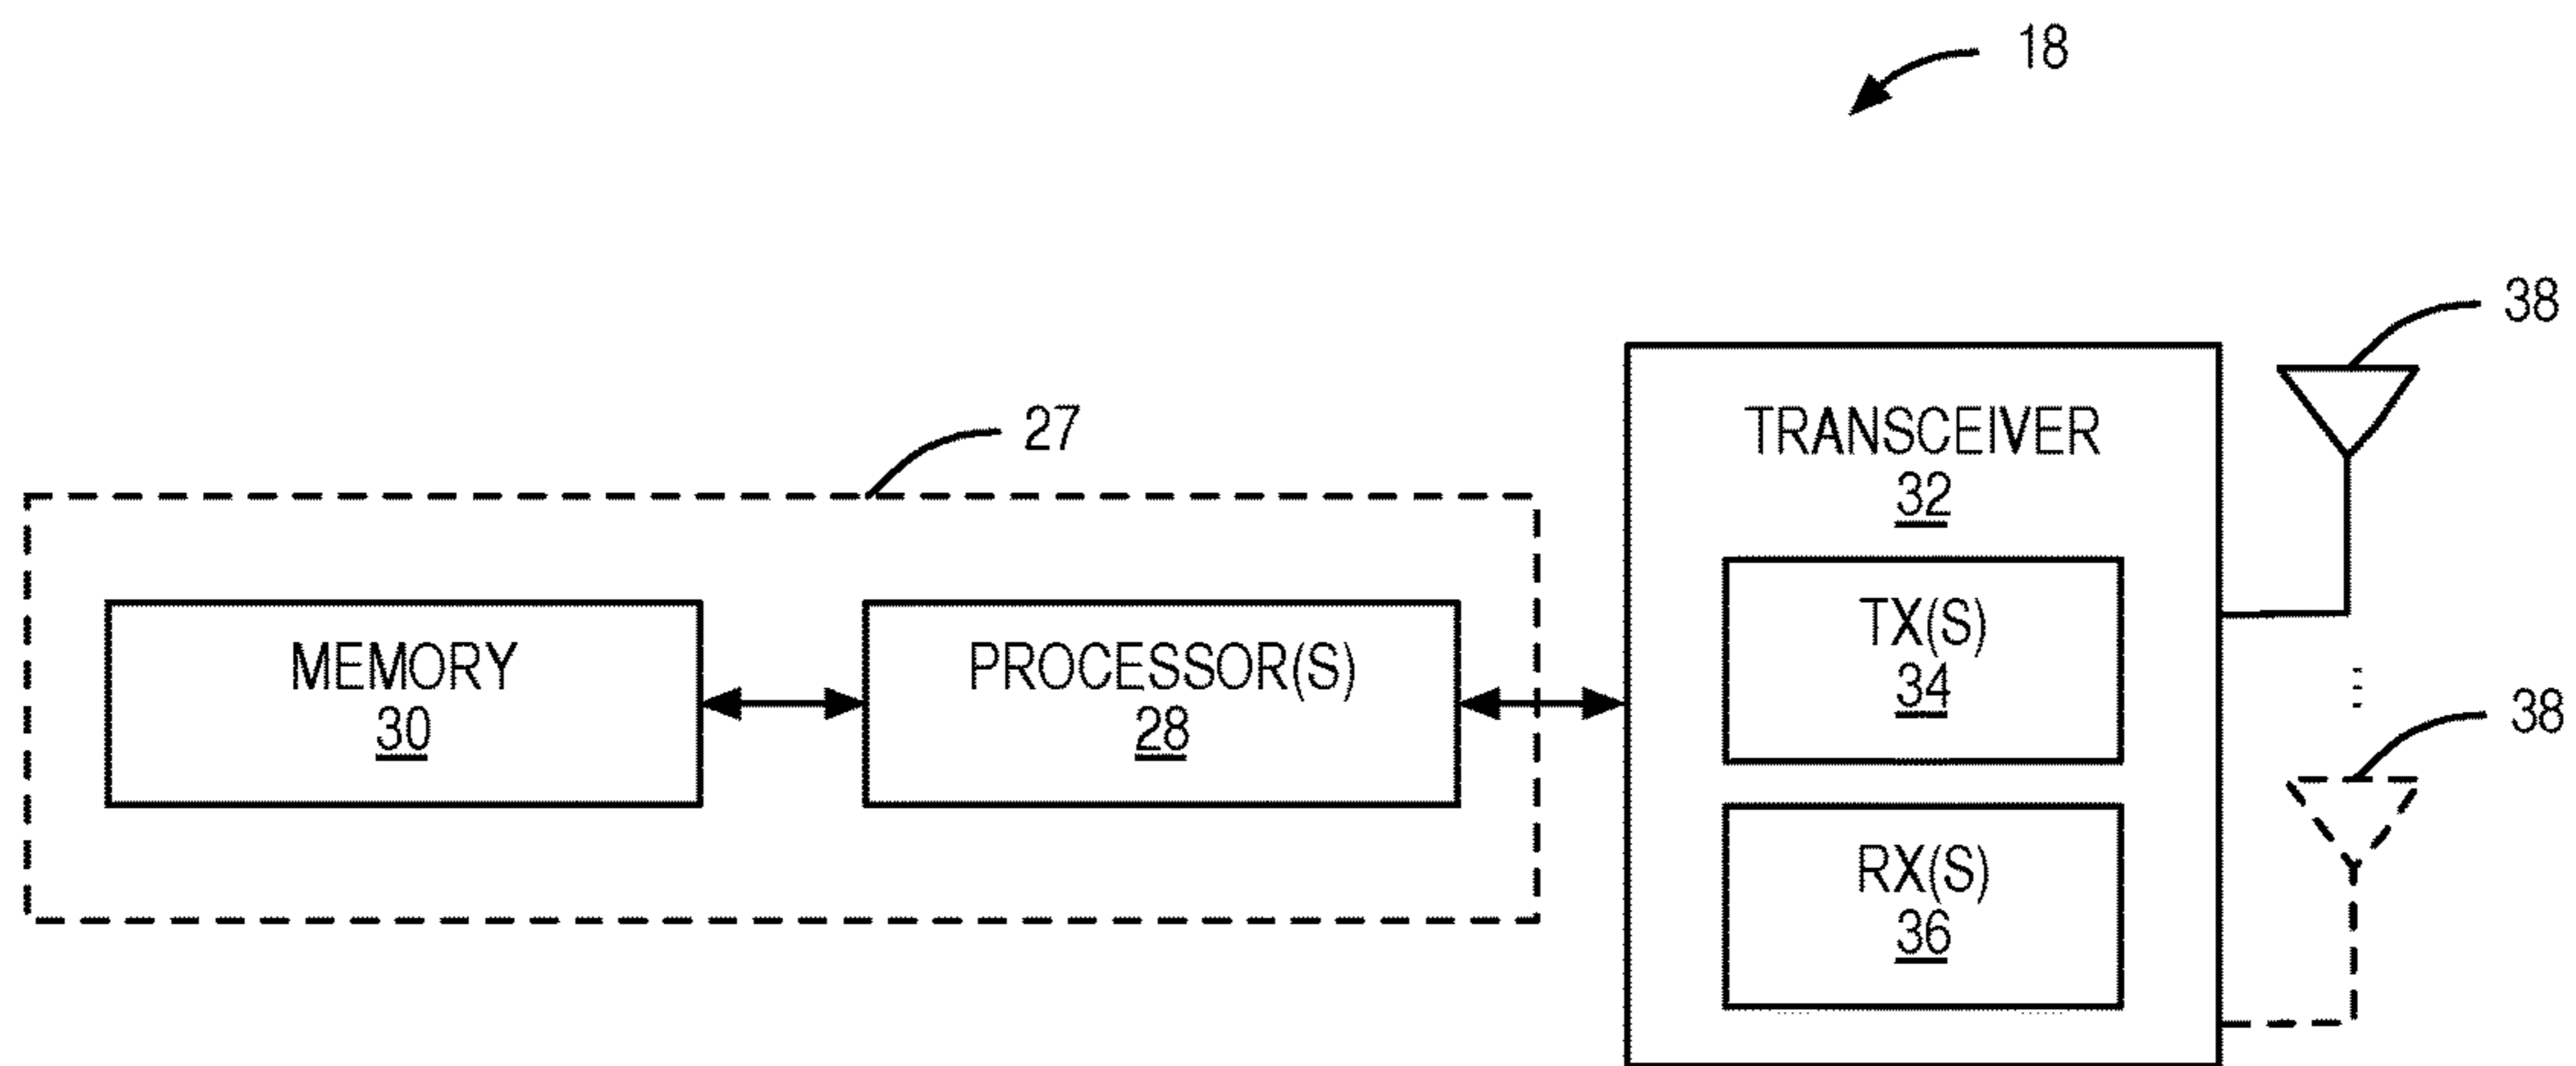 18
38
27
TRANSCEIVER
32
TX(S)
34
MEMORY
30
PROCESSOR(S)
28
38
RX(S)
36